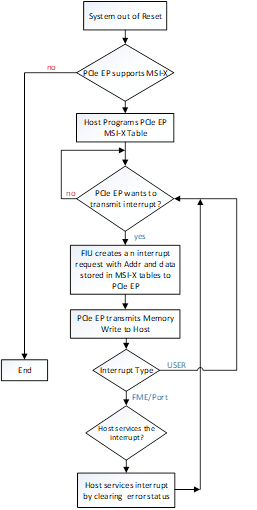 System out of Reset
no
PCIe EP supports MSI-X
Host Programs PCIe EP
MSI-X Table
no
PCIe EP wants to
transmit interrupt?
yes
FIU creates an interrupt
request with Addr and data
stored in MSI-X tables to
PCIe EP
PCIe EP transmits Memory
Write to Host
End
Interrupt Type
USER
FME/Port
Host services the
interrupt?
Host services interrupt
by clearing error status